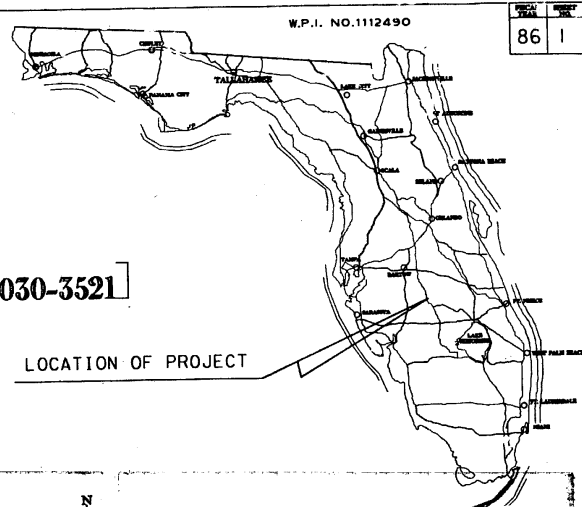 W.P.I. NO.1112490
FISCAL YEAR
SHEET NO.
86 1
PENSACOLA
CHIPLEY
TALLAHASSEE
PANAMA CITY
LAKE CITY
JACKSONVILLE
ST. AUGUSTINE
GAINESVILLE
OCALA
DAYTONA BEACH
DELAND
ORLANDO
TAMPA
BARTOW
FT. PIERCE
SARASOTA
LAKE OKEECHOBEE
WEST PALM BEACH
FT. LAUDERDALE
MIAMI
030-3521
LOCATION OF PROJECT
N